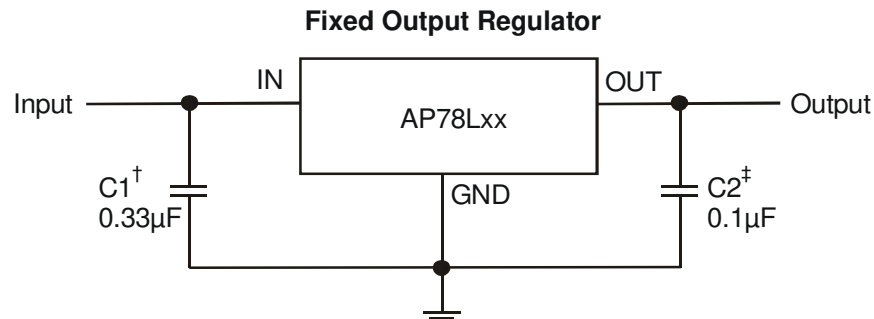 Fixed Output Regulator
IN
OUT
Input
AP78Lxx
Output
C1†
0.33µF
GND
C2‡
0.1µF